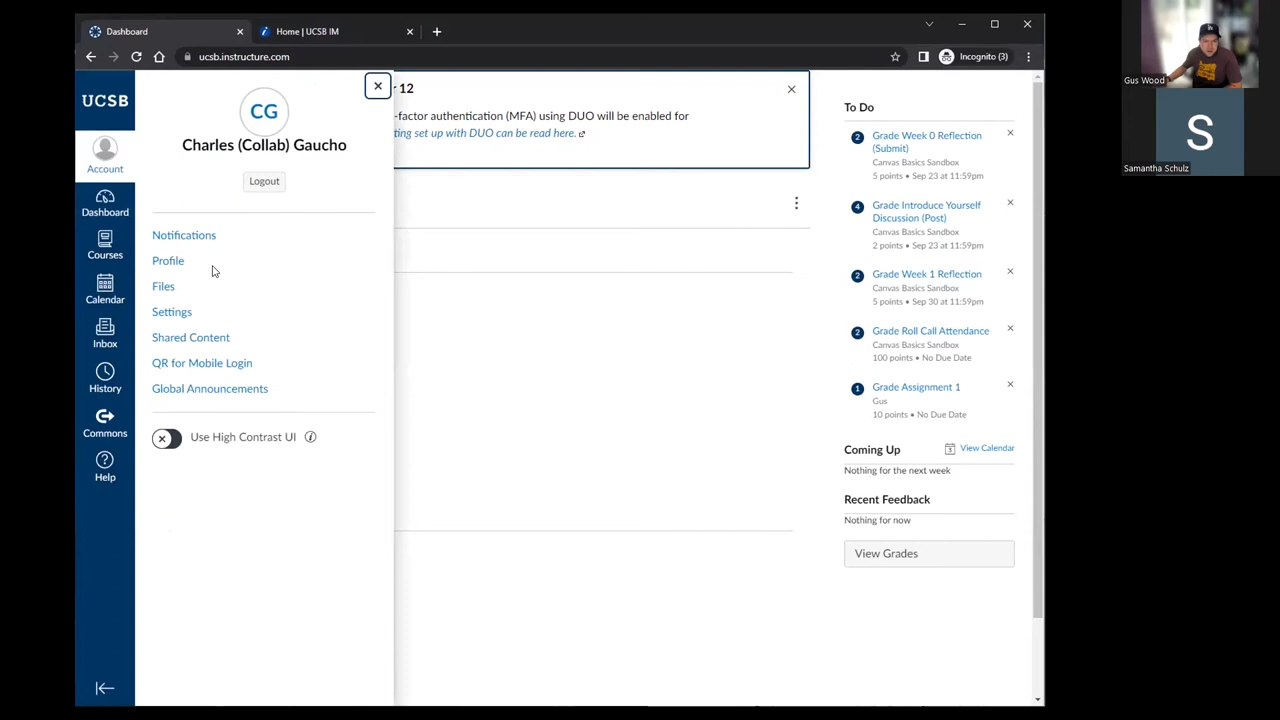 Dashboard
Home | UCSB IM
ucsb.instructure.com
Incognito (3)
UCSB
Account
Dashboard
Courses
Calendar
Inbox
History
Commons
Help
CG
Charles (Collab) Gaucho
Logout
Notifications
Profile
Files
Settings
Shared Content
QR for Mobile Login
Global Announcements
Use High Contrast UI
12
-factor authentication (MFA) using DUO will be enabled for
ting set up with DUO can be read here.
To Do
2
Grade Week 0 Reflection
(Submit)
Canvas Basics Sandbox
5 points • Sep 23 at 11:59pm
4
Grade Introduce Yourself
Discussion (Post)
Canvas Basics Sandbox
2 points • Sep 23 at 11:59pm
2
Grade Week 1 Reflection
Canvas Basics Sandbox
5 points • Sep 30 at 11:59pm
2
Grade Roll Call Attendance
Canvas Basics Sandbox
100 points • No Due Date
1
Grade Assignment 1
Gus
10 points • No Due Date
Coming Up
View Calendar
Nothing for the next week
Recent Feedback
Nothing for now
View Grades
Gus Wood
S
Samantha Schulz